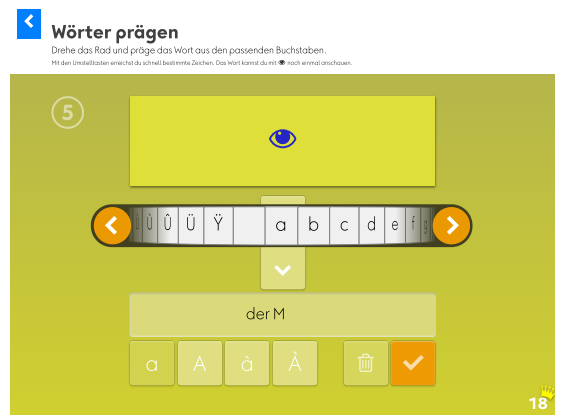 Wörter prägen
Drehe das Rad und präge das Wort aus den passenden Buchstaben.
Mit den Umstelltasten erreichst du schnell bestimmte Zeichen. Das Wort kannst du mit noch einmal anschauen.
5
Ù Û Ü Ÿ a b c d e f
der M
a A à À
18